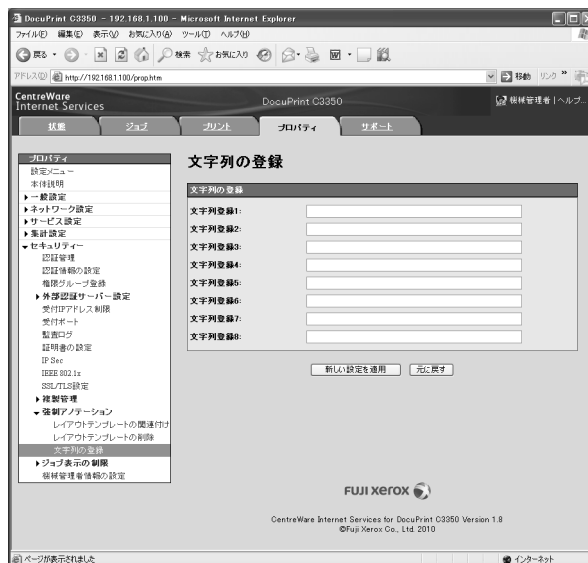 DocuPrint C3350 - 192.168.1.100 - Microsoft Internet Explorer
ファイル(F) 編集(E) 表示(V) お気に入り(A) ツール(T) ヘルプ(H)
戻る 検索 お気に入り
アドレス(D) http://192.168.1.100/prop.htm 移動 リンク
CentreWare
Internet Services
DocuPrint C3350
機械管理者 | ヘルプ...
状態 ジョブ プリント プロパティ サポート
プロパティ
設定メニュー
本体説明
一般設定
ネットワーク設定
サービス設定
集計設定
セキュリティー
認証管理
認証情報の設定
権限グループ登録
外部認証サーバー設定
受付IPアドレス制限
受付ポート
監査ログ
証明書の設定
IP Sec
IEEE 802.1x
SSL/TLS設定
複製管理
強制アノテーション
レイアウトテンプレートの関連付け
レイアウトテンプレートの削除
文字列の登録
ジョブ表示の制限
機械管理者情報の設定
文字列の登録
文字列の登録
文字列登録1:
文字列登録2:
文字列登録3:
文字列登録4:
文字列登録5:
文字列登録6:
文字列登録7:
文字列登録8:
新しい設定を適用 元に戻す
FUJI xerox
CentreWare Internet Services for DocuPrint C3350 Version 1.8
©Fuji Xerox Co., Ltd. 2010
ページが表示されました
インターネット